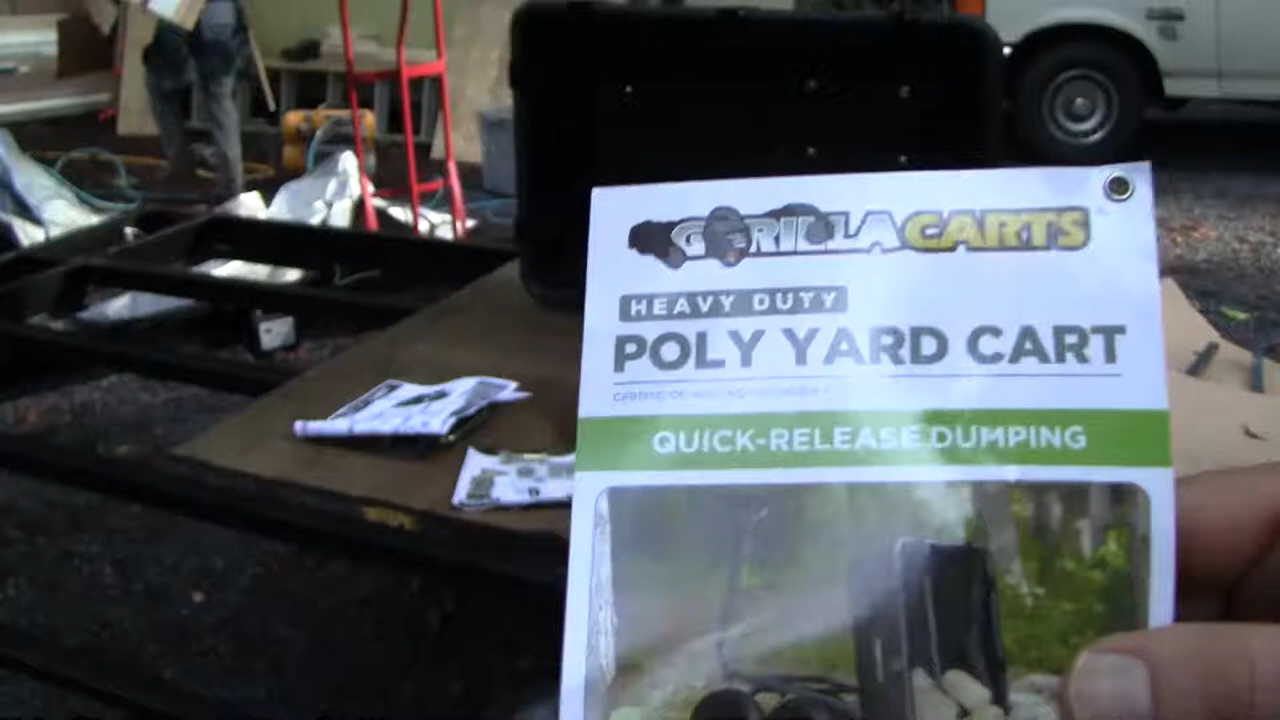 GORILLA CARTS
HEAVY DUTY
POLY YARD CART
QUICK-RELEASE DUMPING